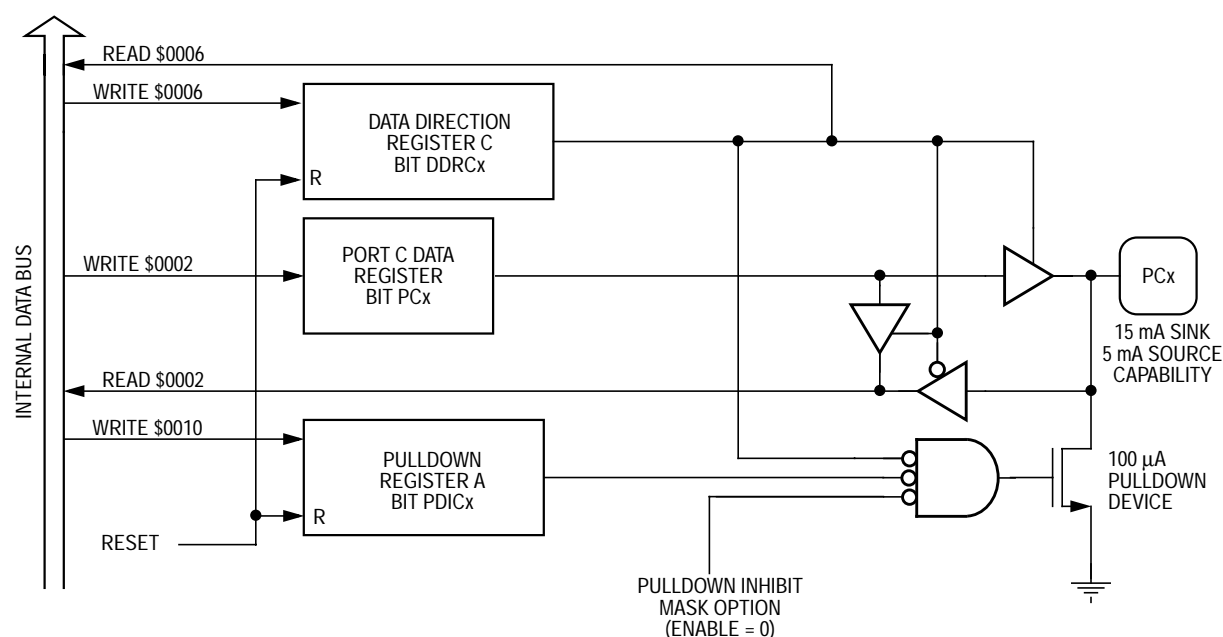 READ $0006
WRITE $0006
DATA DIRECTION
REGISTER C
BIT DDRCx
R
INTERNAL DATA BUS
WRITE $0002
PORT C DATA
REGISTER
BIT PCx
PCx
15 mA SINK
5 mA SOURCE
CAPABILITY
READ $0002
WRITE $0010
PULLDOWN
REGISTER A
BIT PDICx
R
100 µA
PULLDOWN
DEVICE
RESET
PULLDOWN INHIBIT
MASK OPTION
(ENABLE = 0)